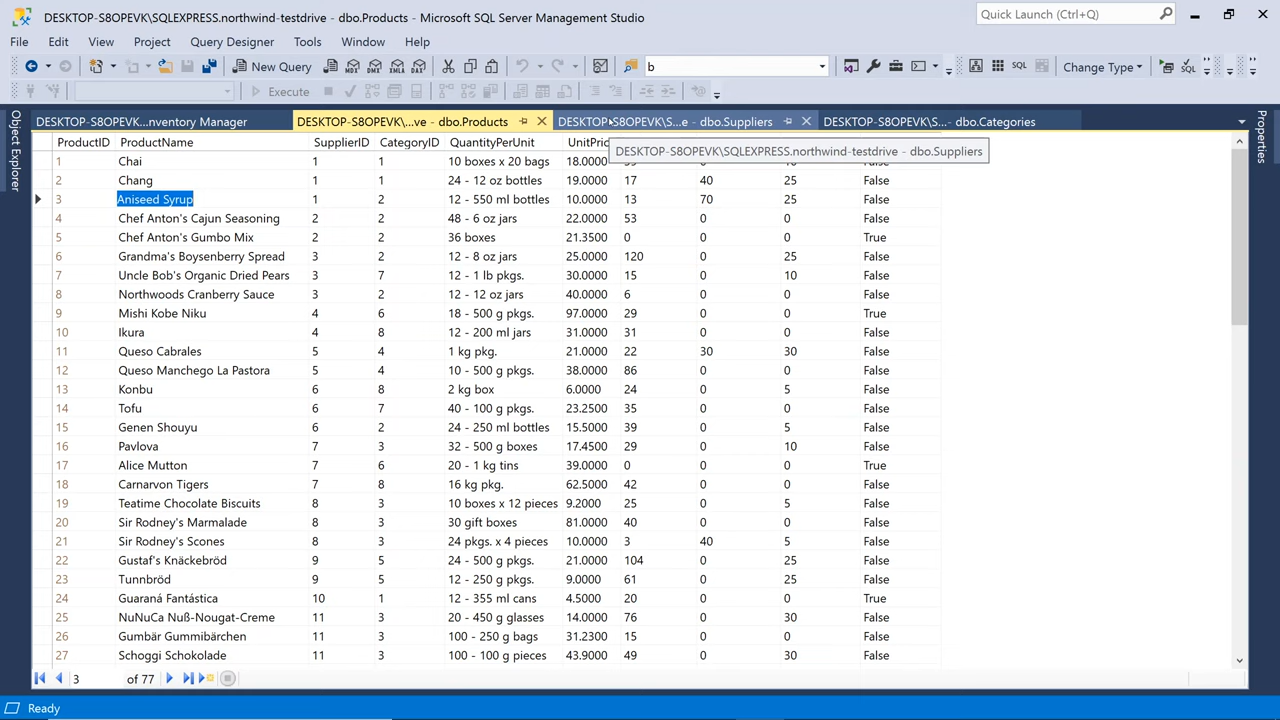 DESKTOP-S8OPEVK\SQLEXPRESS.northwind-testdrive - dbo.Products - Microsoft SQL Server Management Studio
Quick Launch (Ctrl+Q)
File Edit View Project Query Designer Tools Window Help
New Query MDX DMX XMLA DAX b SQL Change Type SQL
Execute
DESKTOP-S8OPEVK\...nventory Manager DESKTOP-S8OPEVK\...ve - dbo.Products DESKTOP-S8OPEVK\S...e - dbo.Suppliers DESKTOP-S8OPEVK\S... - dbo.Categories
Object Explorer
Properties
ProductID ProductName SupplierID CategoryID QuantityPerUnit UnitPric
DESKTOP-S8OPEVK\SQLEXPRESS.northwind-testdrive - dbo.Suppliers
1 Chai 1 1 10 boxes x 20 bags 18.0000 False
2 Chang 1 1 24 - 12 oz bottles 19.0000 17 40 25 False
3 Aniseed Syrup 1 2 12 - 550 ml bottles 10.0000 13 70 25 False
4 Chef Anton's Cajun Seasoning 2 2 48 - 6 oz jars 22.0000 53 0 0 False
5 Chef Anton's Gumbo Mix 2 2 36 boxes 21.3500 0 0 0 True
6 Grandma's Boysenberry Spread 3 2 12 - 8 oz jars 25.0000 120 0 25 False
7 Uncle Bob's Organic Dried Pears 3 7 12 - 1 lb pkgs. 30.0000 15 0 10 False
8 Northwoods Cranberry Sauce 3 2 12 - 12 oz jars 40.0000 6 0 0 False
9 Mishi Kobe Niku 4 6 18 - 500 g pkgs. 97.0000 29 0 0 True
10 Ikura 4 8 12 - 200 ml jars 31.0000 31 0 0 False
11 Queso Cabrales 5 4 1 kg pkg. 21.0000 22 30 30 False
12 Queso Manchego La Pastora 5 4 10 - 500 g pkgs. 38.0000 86 0 0 False
13 Konbu 6 8 2 kg box 6.0000 24 0 5 False
14 Tofu 6 7 40 - 100 g pkgs. 23.2500 35 0 0 False
15 Genen Shouyu 6 2 24 - 250 ml bottles 15.5000 39 0 5 False
16 Pavlova 7 3 32 - 500 g boxes 17.4500 29 0 10 False
17 Alice Mutton 7 6 20 - 1 kg tins 39.0000 0 0 0 True
18 Carnarvon Tigers 7 8 16 kg pkg. 62.5000 42 0 0 False
19 Teatime Chocolate Biscuits 8 3 10 boxes x 12 pieces 9.2000 25 0 5 False
20 Sir Rodney's Marmalade 8 3 30 gift boxes 81.0000 40 0 0 False
21 Sir Rodney's Scones 8 3 24 pkgs. x 4 pieces 10.0000 3 40 5 False
22 Gustaf's Knäckebröd 9 5 24 - 500 g pkgs. 21.0000 104 0 25 False
23 Tunnbröd 9 5 12 - 250 g pkgs. 9.0000 61 0 25 False
24 Guaraná Fantástica 10 1 12 - 355 ml cans 4.5000 20 0 0 True
25 NuNuCa Nuß-Nougat-Creme 11 3 20 - 450 g glasses 14.0000 76 0 30 False
26 Gumbär Gummibärchen 11 3 100 - 250 g bags 31.2300 15 0 0 False
27 Schoggi Schokolade 11 3 100 - 100 g pieces 43.9000 49 0 30 False
3 of 77
Ready